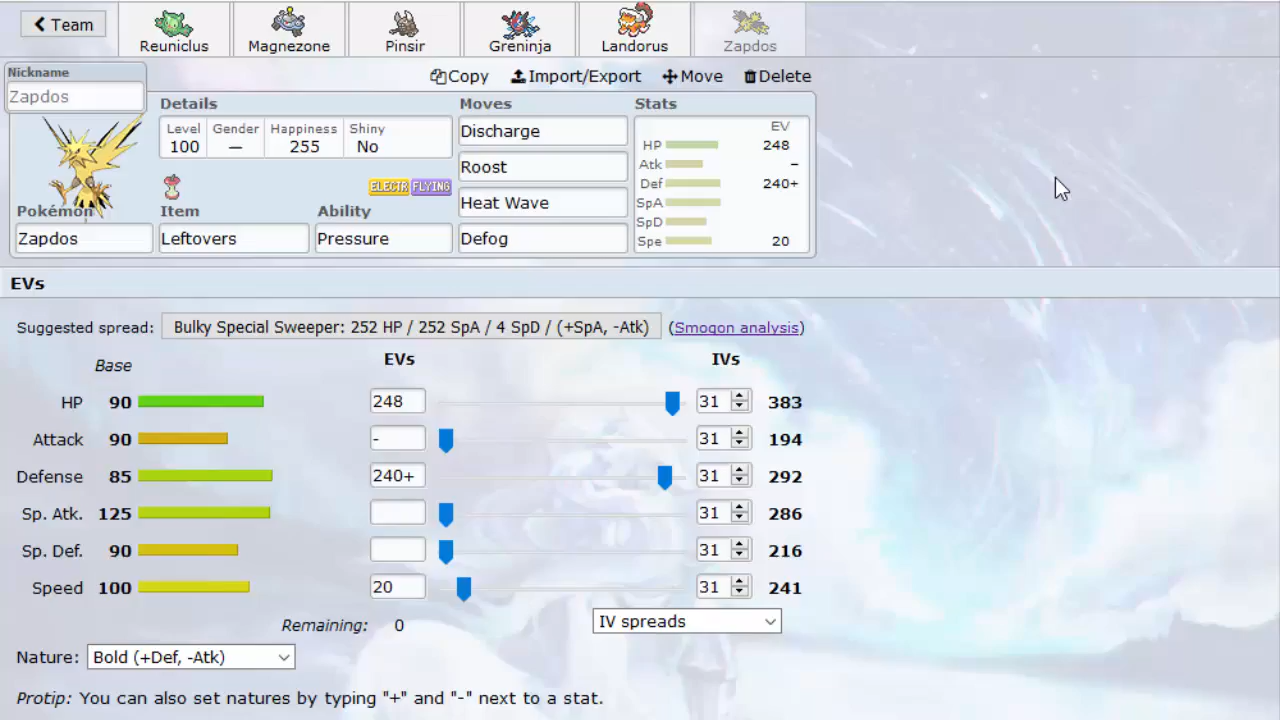 Team
Reuniclus
Magnezone
Pinsir
Greninja
Landorus
Zapdos
Nickname
Zapdos
Copy
Import/Export
Move
Delete
Details
Level
100
Gender
—
Happiness
255
Shiny
No
ELECTR FLYING
Pokémon
Zapdos
Item
Leftovers
Ability
Pressure
Moves
Discharge
Roost
Heat Wave
Defog
Stats
EV
HP 248
Atk –
Def 240+
SpA
SpD
Spe 20
EVs
Suggested spread: Bulky Special Sweeper: 252 HP / 252 SpA / 4 SpD / (+SpA, -Atk) (Smogon analysis)
Base EVs IVs
HP 90 248 31 383
Attack 90 - 31 194
Defense 85 240+ 31 292
Sp. Atk. 125 31 286
Sp. Def. 90 31 216
Speed 100 20 31 241
Remaining: 0 IV spreads
Nature: Bold (+Def, -Atk)
Protip: You can also set natures by typing "+" and "-" next to a stat.